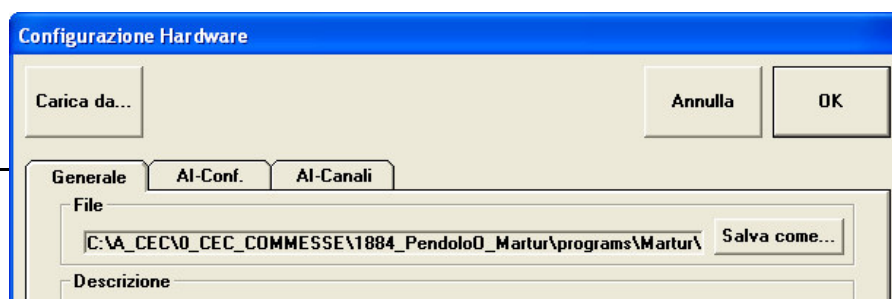 Configurazione Hardware
Carica da...
Annulla
OK
Generale
AI-Conf.
AI-Canali
File
C:\A_CEC\0_CEC_COMMESSE\1884_PendoloO_Martur\programs\Martur\
Salva come...
Descrizione